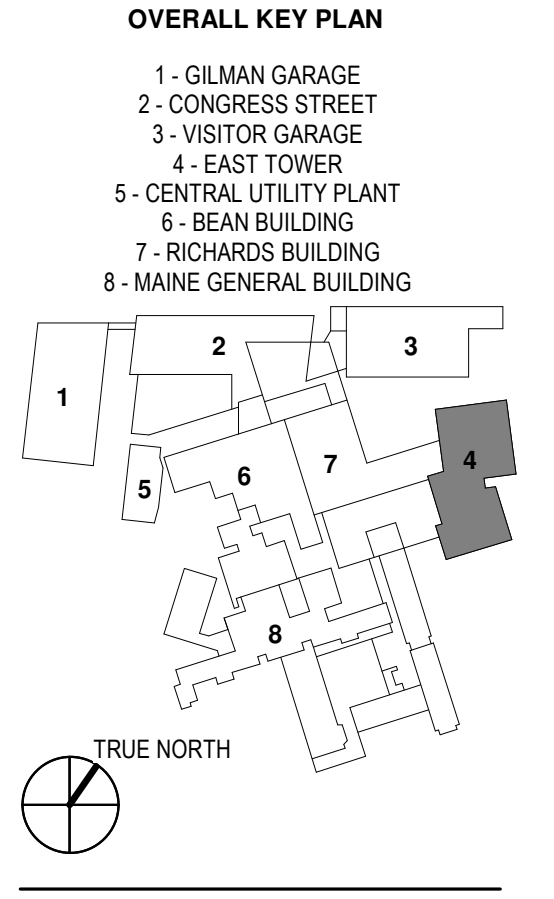 OVERALL KEY PLAN
1 - GILMAN GARAGE
2 - CONGRESS STREET
3 - VISITOR GARAGE
4 - EAST TOWER
5 - CENTRAL UTILITY PLANT
6 - BEAN BUILDING
7 - RICHARDS BUILDING
8 - MAINE GENERAL BUILDING
2
3
1
4
7
6
5
8
TRUE NORTH